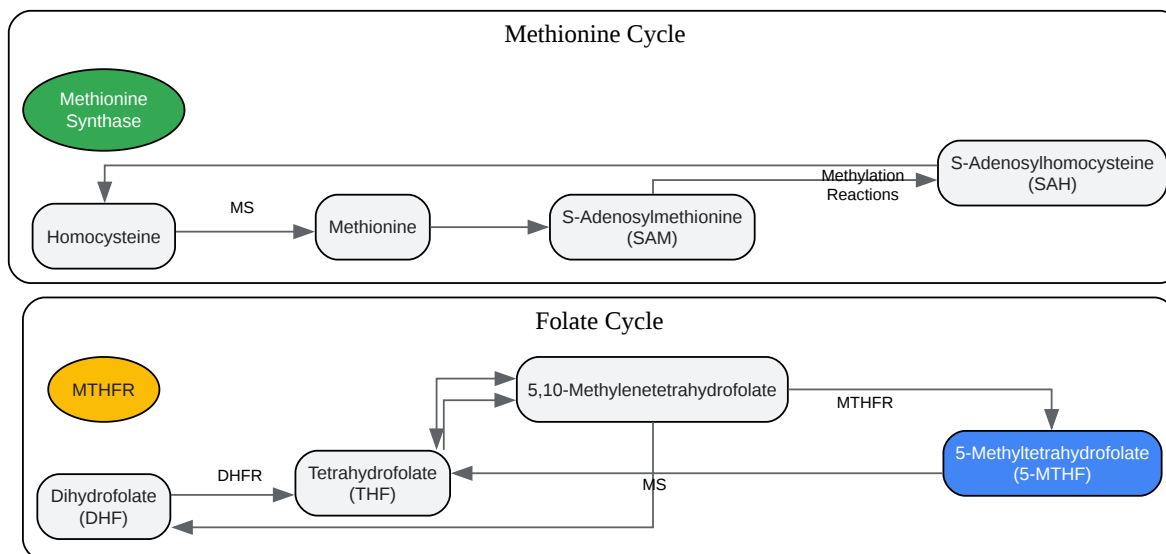 Methionine Cycle
Methionine
Synthase
S-Adenosylhomocysteine
(SAH)
Methylation
Reactions
Homocysteine
MS
Methionine
S-Adenosylmethionine
(SAM)
Folate Cycle
MTHFR
5,10-Methylenetetrahydrofolate
MTHFR
5-Methyltetrahydrofolate
(5-MTHF)
Dihydrofolate
(DHF)
DHFR
Tetrahydrofolate
(THF)
MS